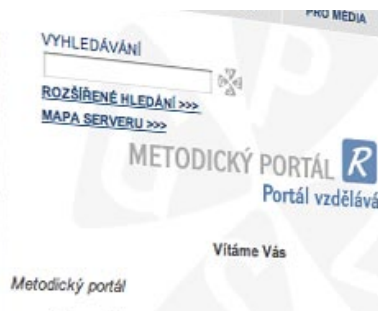 PRO MÉDIA
VYHLEDÁVÁNÍ
ROZŠÍŘENÉ HLEDÁNÍ >>>
MAPA SERVERU >>>
METODICKÝ PORTÁL R
Portál vzdělává
Vítáme Vás
Metodický portál